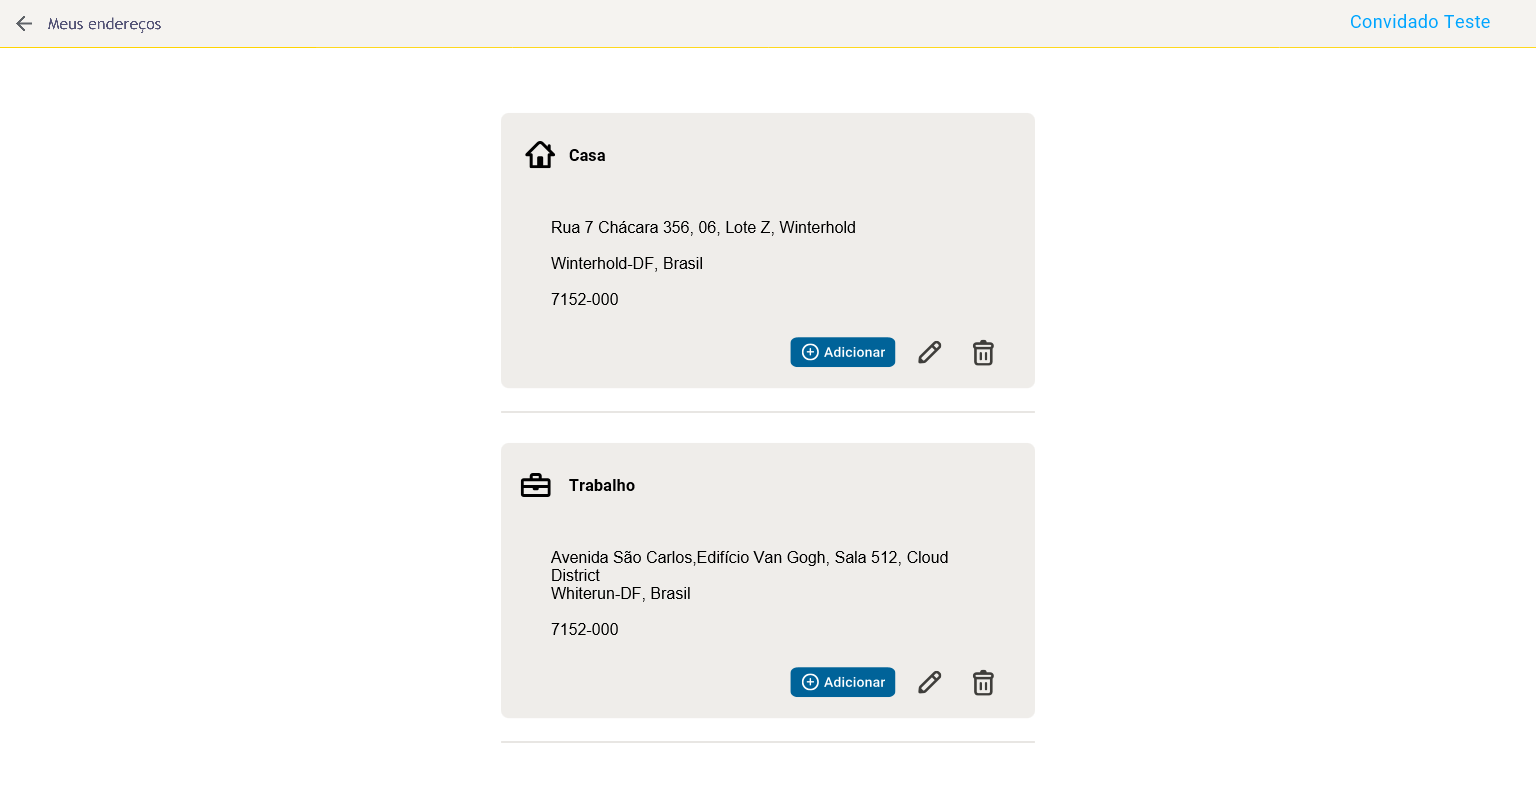 Meus endereços
Convidado Teste
Casa
Rua 7 Chácara 356, 06, Lote Z, Winterhold
Winterhold-DF, Brasil
7152-000
Adicionar
Trabalho
Avenida São Carlos,Edifício Van Gogh, Sala 512, Cloud
District
Whiterun-DF, Brasil
7152-000
Adicionar